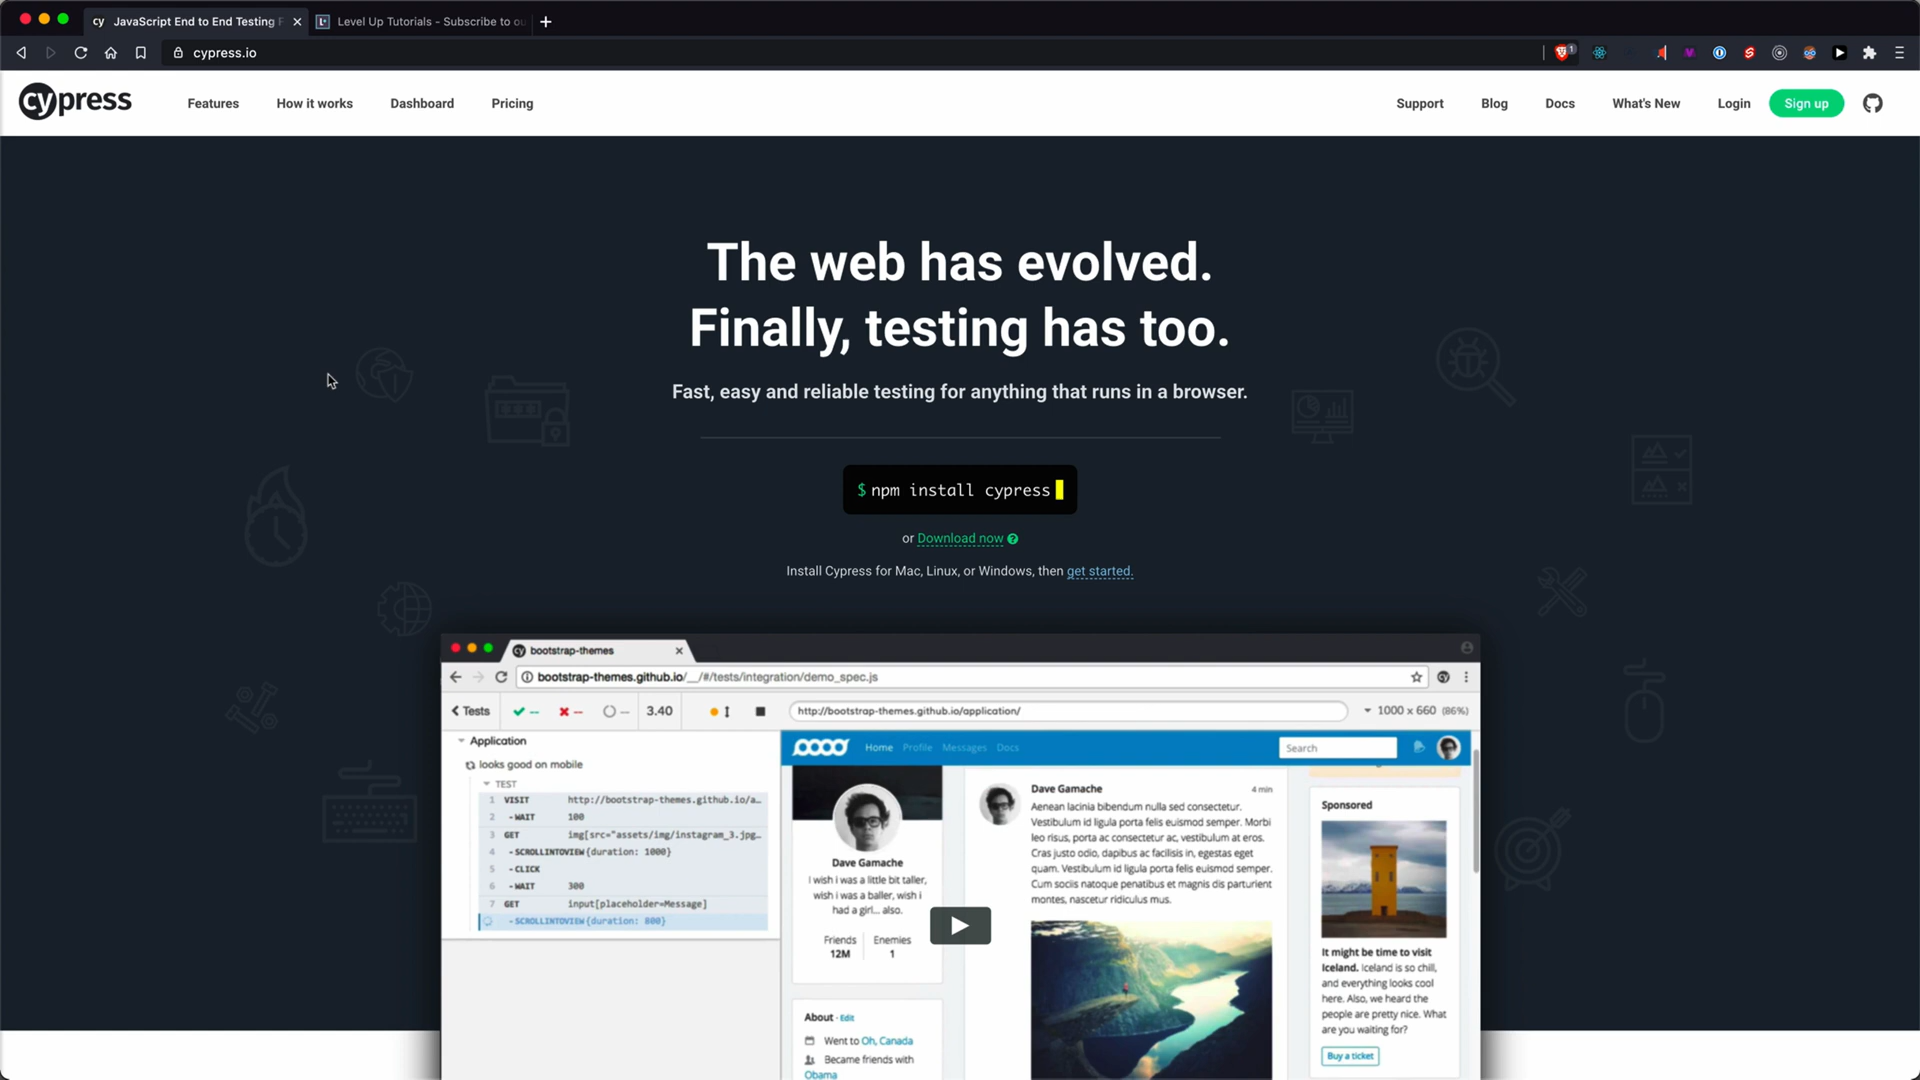 cy JavaScript End to End Testing F
L Level Up Tutorials - Subscribe to ou
cypress.io
1
cypress
Features
How it works
Dashboard
Pricing
Support
Blog
Docs
What's New
Login
Sign up
The web has evolved.
Finally, testing has too.
Fast, easy and reliable testing for anything that runs in a browser.
$ npm install cypress
or Download now ?
Install Cypress for Mac, Linux, or Windows, then get started.
cy bootstrap-themes
bootstrap-themes.github.io/__/#/tests/integration/demo_spec.js
Tests
--
--
--
3.40
http://bootstrap-themes.github.io/application/
1000 x 660 (86%)
Application
looks good on mobile
TEST
1 VISIT http://bootstrap-themes.github.io/a...
2 - WAIT 100
3 GET img[src="assets/img/instagram_3.jpg...
4 - SCROLLINTOVIEW {duration: 1000}
5 - CLICK
6 - WAIT 300
7 GET input[placeholder=Message]
- SCROLLINTOVIEW {duration: 800}
Home
Profile
Messages
Docs
Search
Dave Gamache
I wish i was a little bit taller,
wish i was a baller, wish i
had a girl... also.
Friends
12M
Enemies
1
About · Edit
Went to Oh, Canada
Became friends with
Obama
Dave Gamache
4 min
Aenean lacinia bibendum nulla sed consectetur.
Vestibulum id ligula porta felis euismod semper. Morbi
leo risus, porta ac consectetur ac, vestibulum at eros.
Cras justo odio, dapibus ac facilisis in, egestas eget
quam. Vestibulum id ligula porta felis euismod semper.
Cum sociis natoque penatibus et magnis dis parturient
montes, nascetur ridiculus mus.
Sponsored
It might be time to visit
Iceland. Iceland is so chill,
and everything looks cool
here. Also, we heard the
people are pretty nice. What
are you waiting for?
Buy a ticket